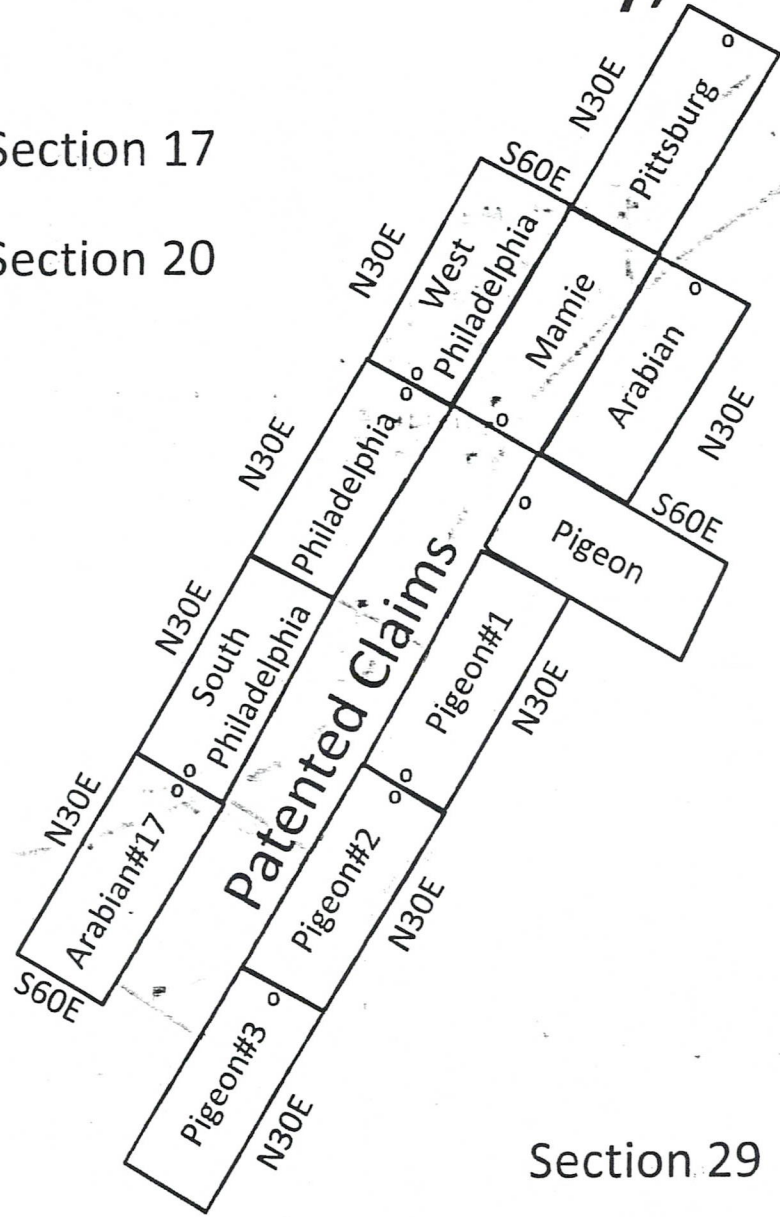 N30E
Pittsburg
Section 17
S60E
N30E
West
Philadelphia
Section 20
Mamie
Arabian
N30E
N30E
Philadelphia
S60E
Pigeon
N30E
South
Philadelphia
Patented Claims
Pigeon#1
N30E
N30E
Arabian#17
Pigeon#2
N30E
S60E
Pigeon#3
N30E
Section 29